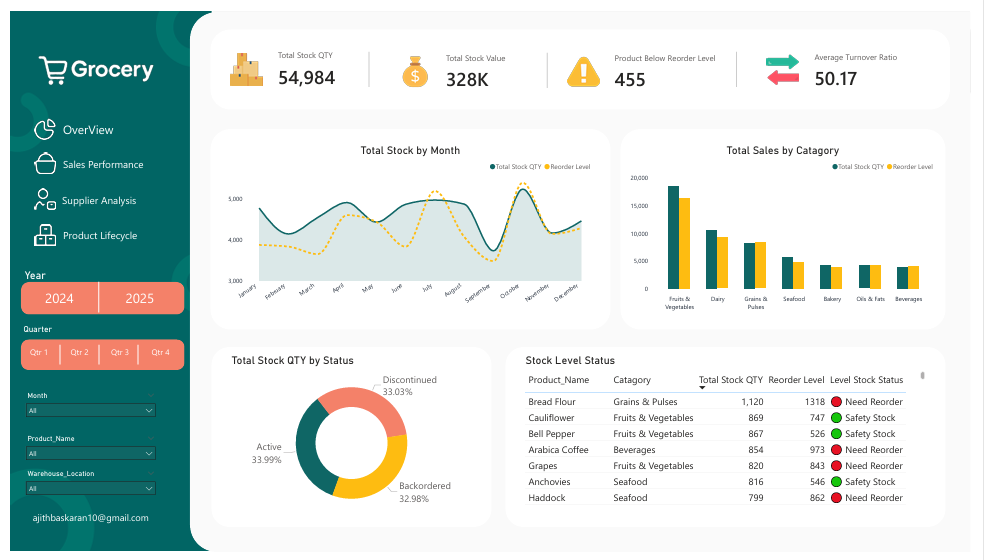 Grocery
OverView
Sales Performance
Supplier Analysis
Product Lifecycle
Year
2024 2025
Quarter
Qtr 1 Qtr 2 Qtr 3 Qtr 4
Month
All
Product_Name
All
Warehouse_Location
All
ajithbaskaran10@gmail.com
Total Stock QTY
54,984
Total Stock Value
328K
Product Below Reorder Level
455
Average Turnover Ratio
50.17
Total Stock by Month
Total Stock QTY Reorder Level
5,000
4,000
3,000
January February March April May June July August September October November December
Total Sales by Catagory
Total Stock QTY Reorder Level
20,000
15,000
10,000
5,000
0
Fruits & Vegetables Dairy Grains & Pulses Seafood Bakery Oils & Fats Beverages
Total Stock QTY by Status
Discontinued
33.03%
Active
33.99%
Backordered
32.98%
Stock Level Status
Product_Name Catagory Total Stock QTY Reorder Level Level Stock Status
Bread Flour Grains & Pulses 1,120 1318 Need Reorder
Cauliflower Fruits & Vegetables 869 747 Safety Stock
Bell Pepper Fruits & Vegetables 867 526 Safety Stock
Arabica Coffee Beverages 854 973 Need Reorder
Grapes Fruits & Vegetables 820 843 Need Reorder
Anchovies Seafood 816 546 Safety Stock
Haddock Seafood 799 862 Need Reorder